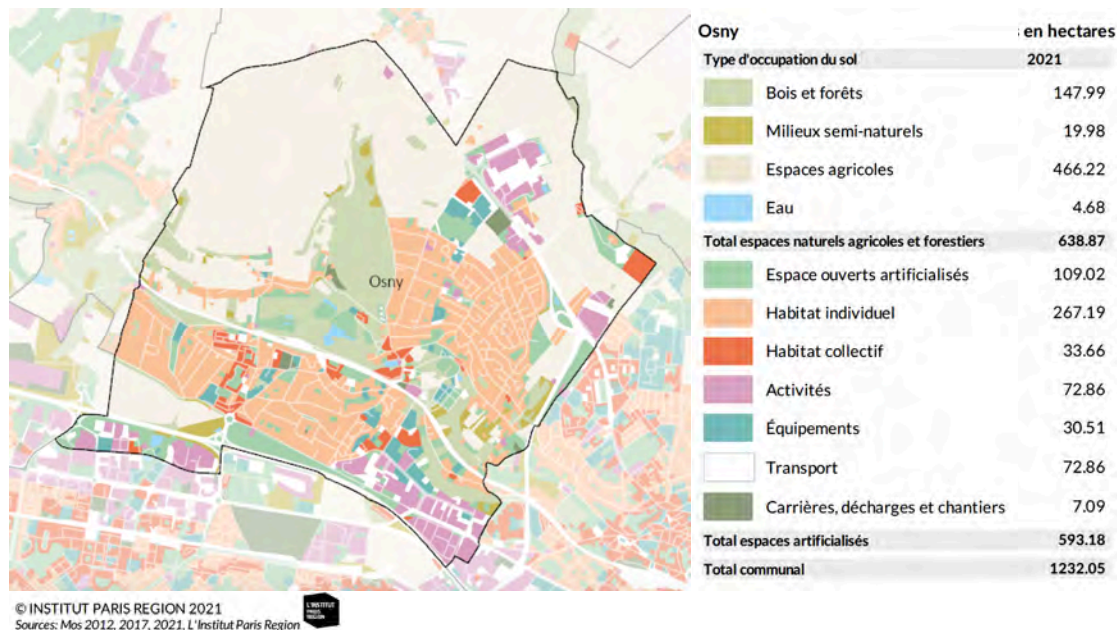 Osny en hectares
Type d'occupation du sol 2021
Bois et forêts 147.99
Milieux semi-naturels 19.98
Espaces agricoles 466.22
Eau 4.68
Total espaces naturels agricoles et forestiers 638.87
Espace ouverts artificialisés 109.02
Habitat individuel 267.19
Habitat collectif 33.66
Activités 72.86
Équipements 30.51
Transport 72.86
Carrières, décharges et chantiers 7.09
Total espaces artificialisés 593.18
Total communal 1232.05
Osny
© INSTITUT PARIS REGION 2021
Sources: Mos 2012, 2017, 2021, L'Institut Paris Region
L'INSTITUT
PARIS
REGION